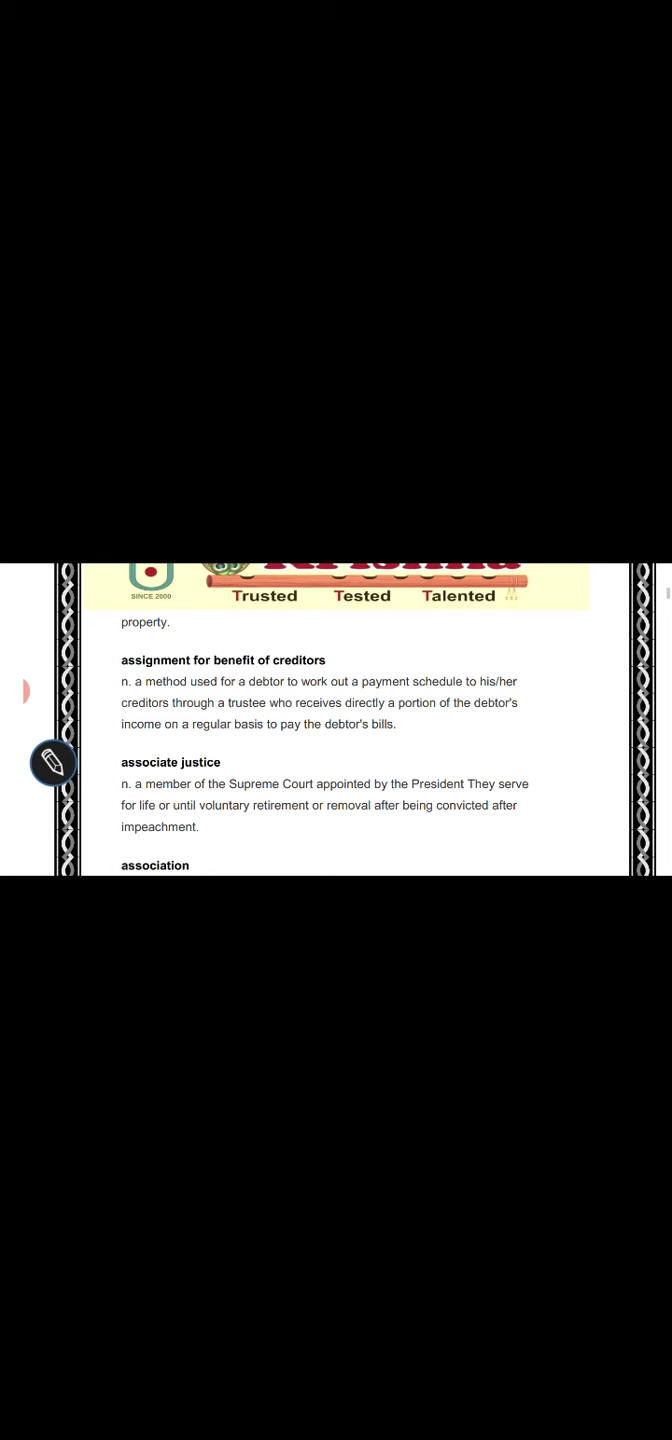 SINCE 2009
Trusted Tested Talented
property.
assignment for benefit of creditors
n. a method used for a debtor to work out a payment schedule to his/her
creditors through a trustee who receives directly a portion of the debtor's
income on a regular basis to pay the debtor's bills.
associate justice
n. a member of the Supreme Court appointed by the President They serve
for life or until voluntary retirement or removal after being convicted after
impeachment.
association